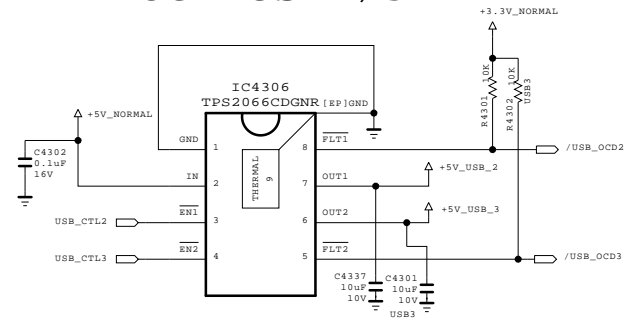 +3.3V_NORMAL
IC4306
TPS2066CDGNR
[EP]GND
R4301
10K
R4302
10K
USB3
+5V_NORMAL
C4302
0.1uF
16V
GND
1
8
FLT1
/USB_OCD2
THERMAL
9
IN
2
7
OUT1
+5V_USB_2
USB_CTL2
EN1
3
6
OUT2
+5V_USB_3
USB_CTL3
EN2
4
5
FLT2
/USB_OCD3
C4337
10uF
10V
C4301
10uF
10V
USB3